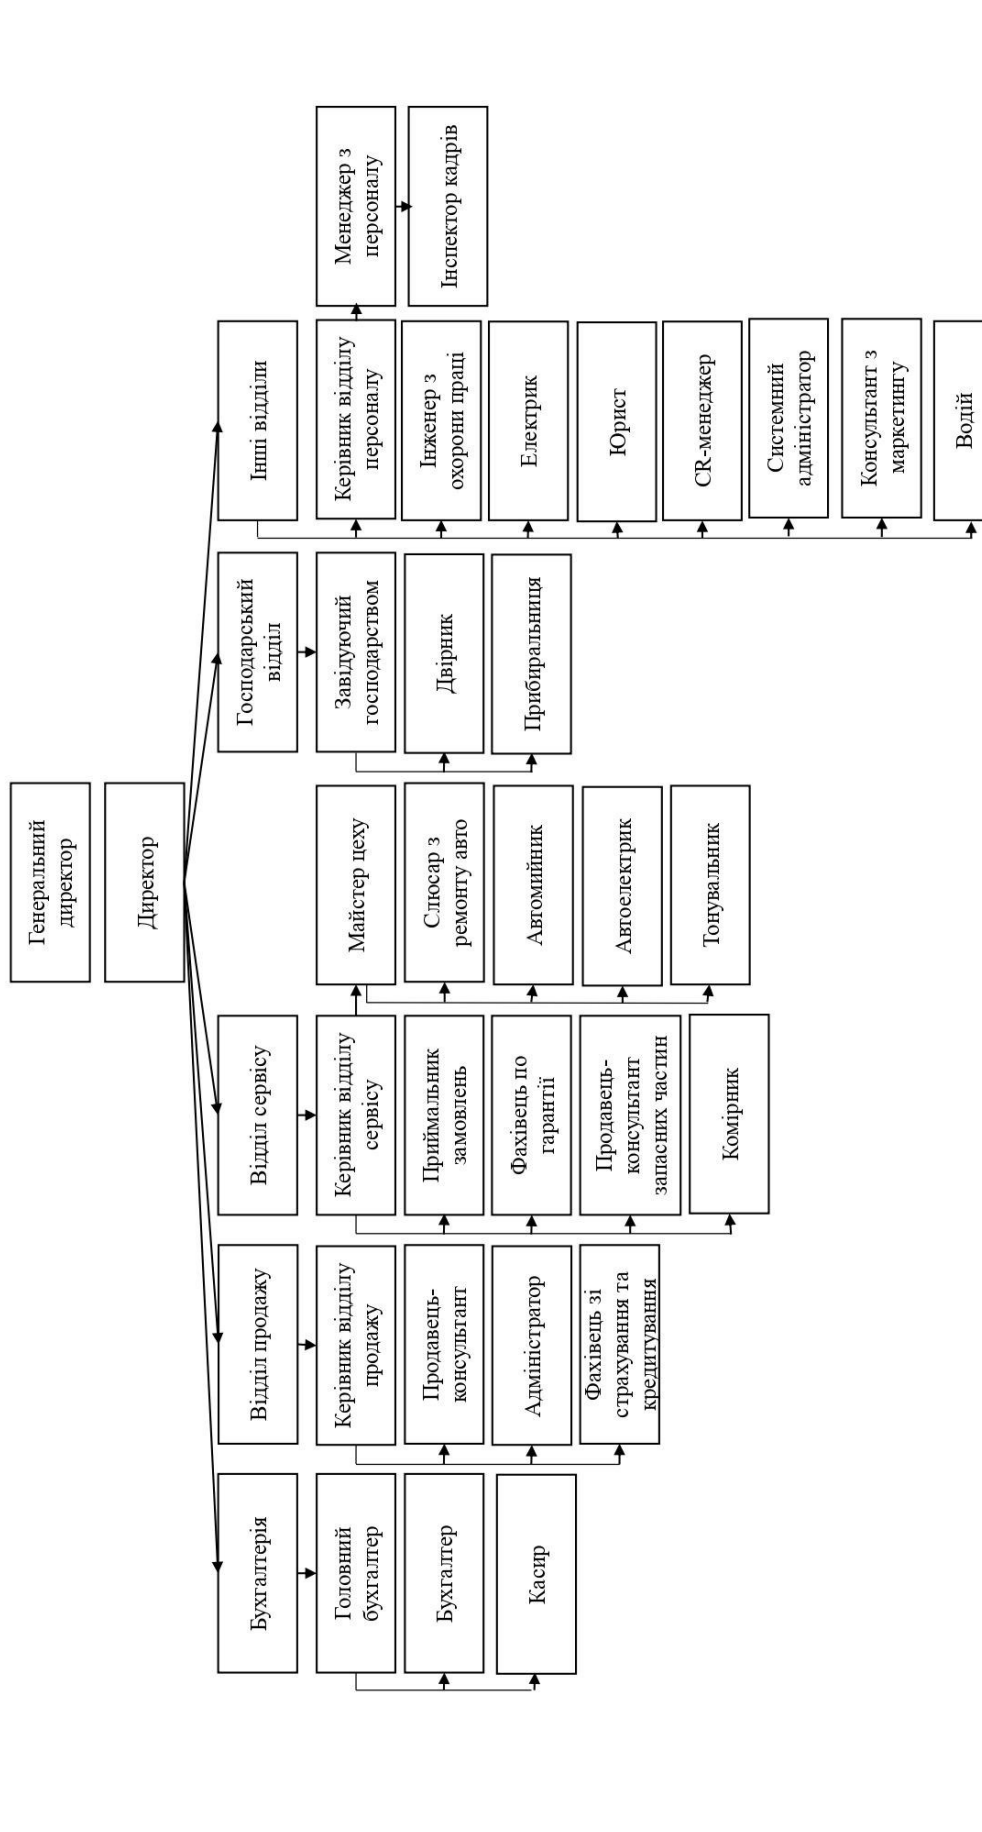 Генеральний
директор
Директор
Бухгалтерія
Відділ продажу
Відділ сервісу
Господарський
відділ
Інші відділи
Головний
бухгалтер
Бухгалтер
Касир
Керівник відділу
продажу
Продавець-
консультант
Адміністратор
Фахівець зі
страхування та
кредитування
Керівник відділу
сервісу
Приймальник
замовлень
Фахівець по
гарантії
Продавець-
консультант
запасних частин
Комірник
Майстер цеху
Слюсар з
ремонту авто
Автомийник
Автоелектрик
Тонувальник
Завідуючий
господарством
Двірник
Прибиральниця
Керівник відділу
персоналу
Інженер з
охорони праці
Електрик
Юрист
CR-менеджер
Системний
адміністратор
Консультант з
маркетингу
Водій
Менеджер з
персоналу
Інспектор кадрів